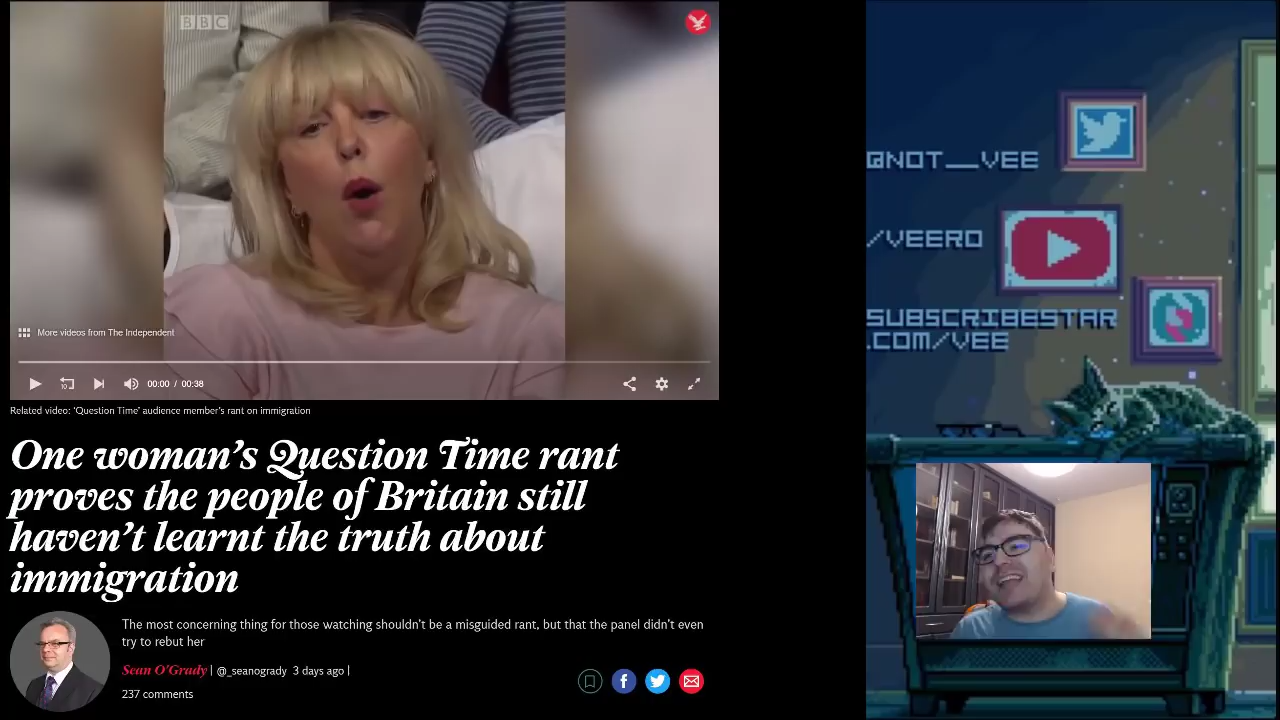 BBC
More videos from The Independent
10
00:00 / 00:38
Related video: 'Question Time' audience member's rant on immigration
One woman's Question Time rant
proves the people of Britain still
haven't learnt the truth about
immigration
The most concerning thing for those watching shouldn't be a misguided rant, but that the panel didn't even
try to rebut her
Sean O'Grady | @_seanogrady 3 days ago |
237 comments
@NOT__VEE
/VEERO
SUBSCRIBESTAR
.COM/VEE